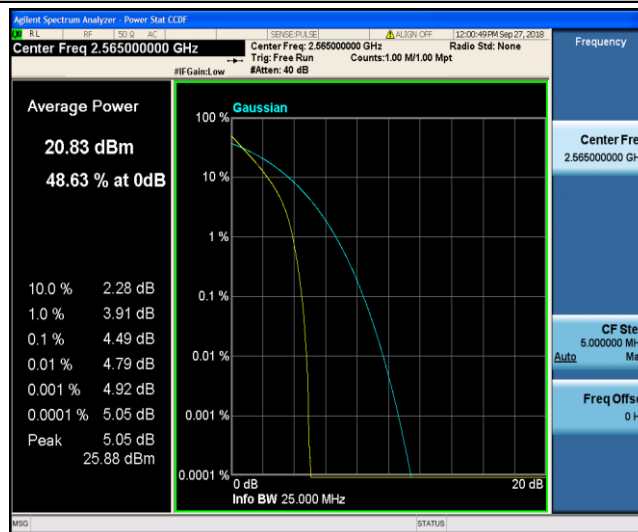 Agilent Spectrum Analyzer - Power Stat CCDF
RL RF 50 Ω AC SENSE:PULSE ALIGN OFF 12:00:49 PM Sep 27, 2018
Center Freq 2.565000000 GHz
Center Freq: 2.565000000 GHz Radio Std: None
Trig: Free Run Counts:1.00 M/1.00 Mpt
#IFGain:Low #Atten: 40 dB
Frequency
Average Power
20.83 dBm
48.63 % at 0dB
10.0 % 2.28 dB
1.0 % 3.91 dB
0.1 % 4.49 dB
0.01 % 4.79 dB
0.001 % 4.92 dB
0.0001 % 5.05 dB
Peak 5.05 dB
25.88 dBm
Gaussian
100 %
10 %
1 %
0.1 %
0.01 %
0.001 %
0.0001 %
0 dB 20 dB
Info BW 25.000 MHz
Center Fre
2.565000000 GH
CF Ste
5.000000 MH
Auto Ma
Freq Offse
0 H
MSG STATUS